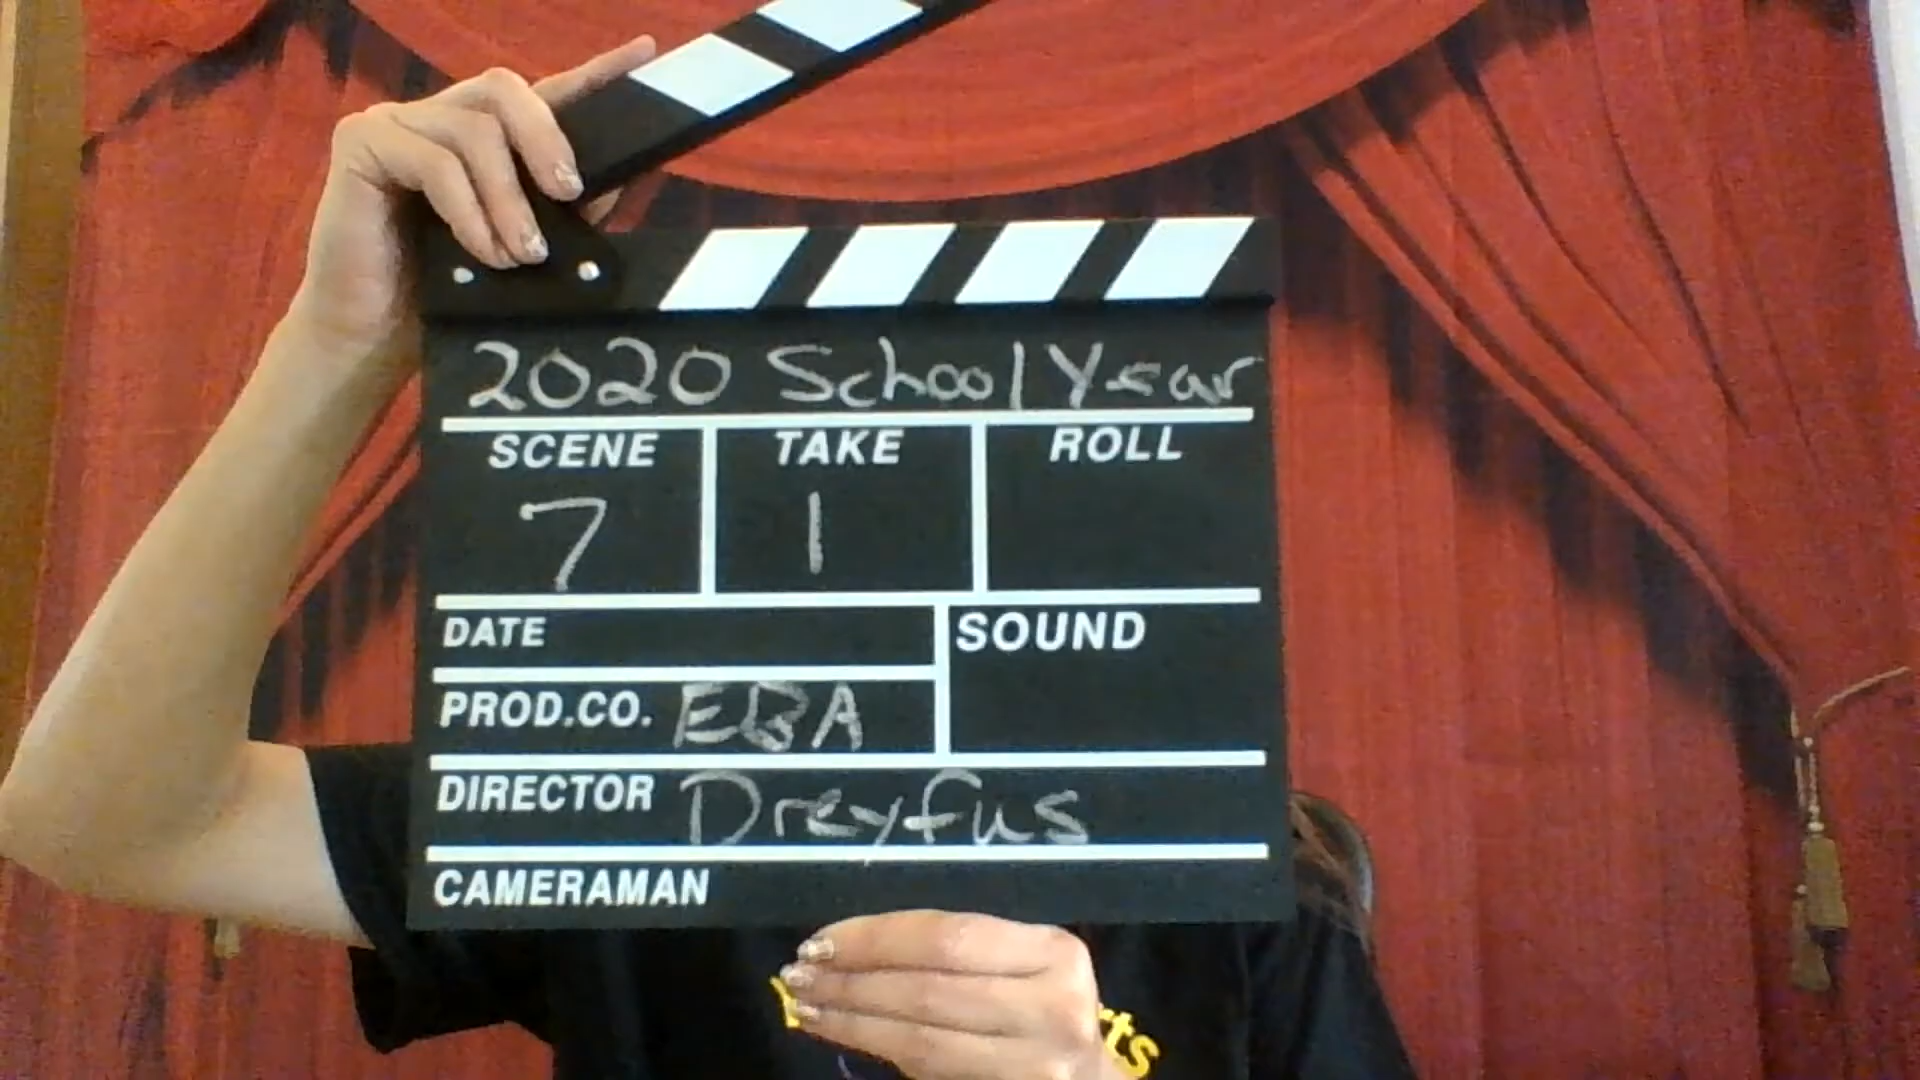 2020 School Year
SCENE TAKE ROLL
7 1
DATE
SOUND
PROD.CO. EBA
DIRECTOR Dreyfus
CAMERAMAN